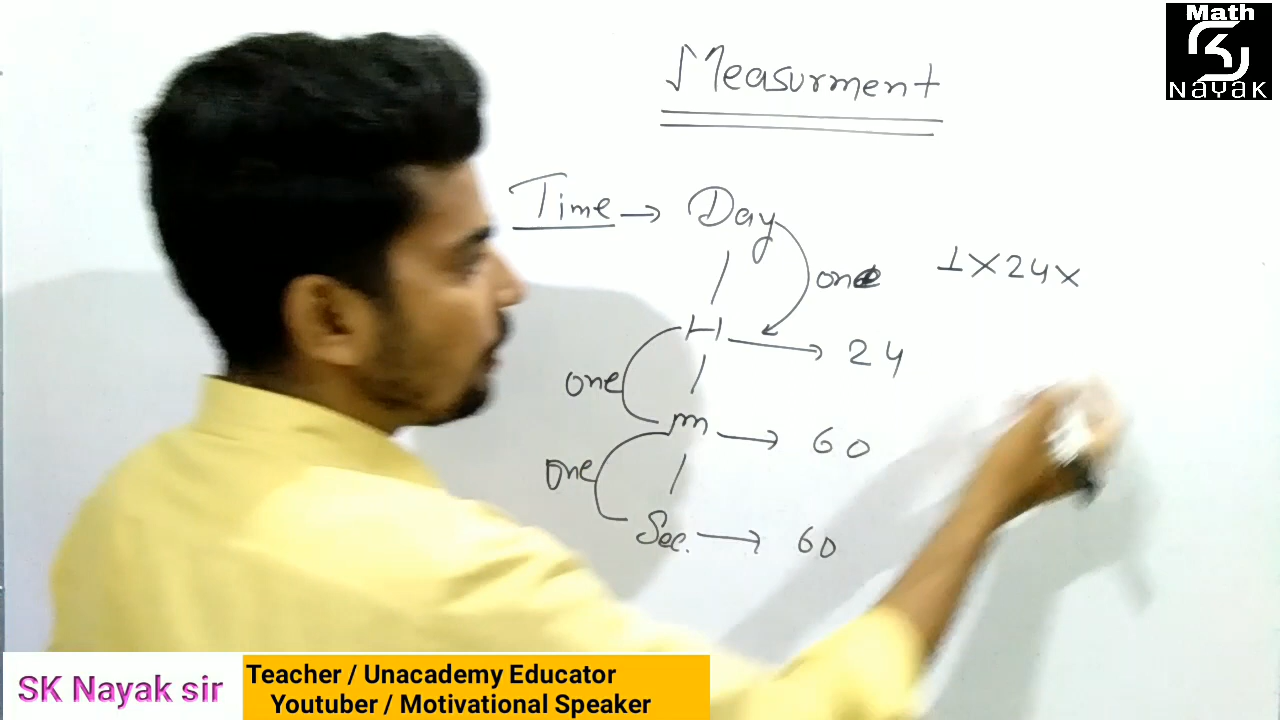 Math
NAYAK
Measurment
Time → Day
one 1×24×
H → 24
one
m → 60
one
Sec. → 60
SK Nayak sir
Teacher / Unacademy Educator
Youtuber / Motivational Speaker